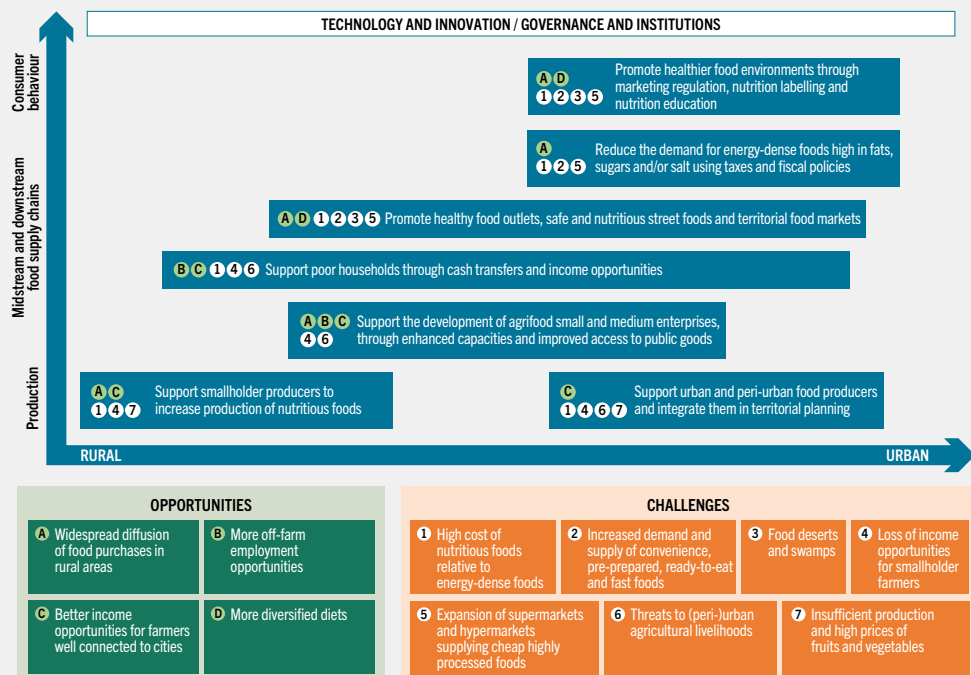 TECHNOLOGY AND INNOVATION / GOVERNANCE AND INSTITUTIONS
Consumer
behaviour
A D
1 2 3 5
Promote healthier food environments through
marketing regulation, nutrition labelling and
nutrition education
A
1 2 5
Reduce the demand for energy-dense foods high in fats,
sugars and/or salt using taxes and fiscal policies
Midstream and downstream
food supply chains
A D 1 2 3 5 Promote healthy food outlets, safe and nutritious street foods and territorial food markets
B C 1 4 6 Support poor households through cash transfers and income opportunities
A B C
4 6
Support the development of agrifood small and medium enterprises,
through enhanced capacities and improved access to public goods
Production
A C
1 4 7
Support smallholder producers to
increase production of nutritious foods
C
1 4 6 7
Support urban and peri-urban food producers
and integrate them in territorial planning
RURAL
URBAN
OPPORTUNITIES
A Widespread diffusion
of food purchases in
rural areas
B More off-farm
employment
opportunities
C Better income
opportunities for farmers
well connected to cities
D More diversified diets
CHALLENGES
1 High cost of
nutritious foods
relative to
energy-dense foods
2 Increased demand and
supply of convenience,
pre-prepared, ready-to-eat
and fast foods
3 Food deserts
and swamps
4 Loss of income
opportunities
for smallholder
farmers
5 Expansion of supermarkets
and hypermarkets
supplying cheap highly
processed foods
6 Threats to (peri-)urban
agricultural livelihoods
7 Insufficient production
and high prices of
fruits and vegetables